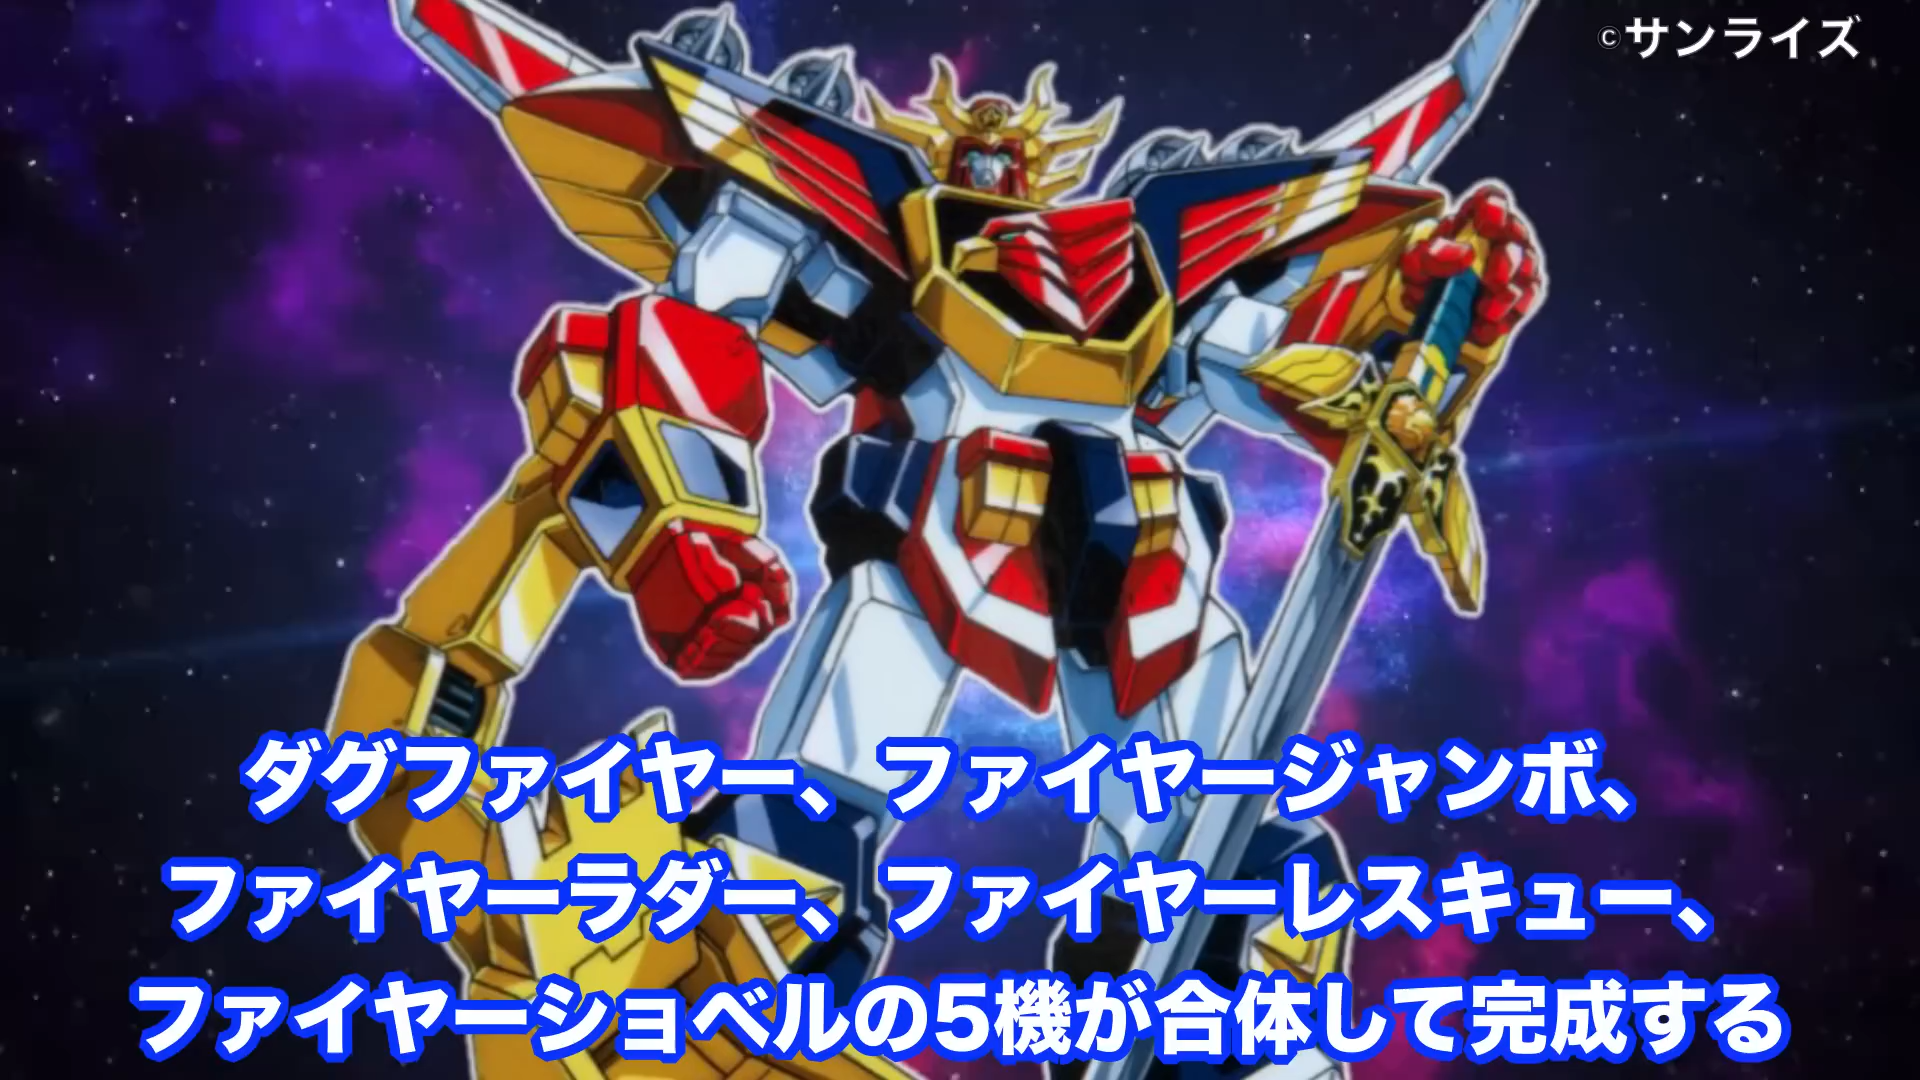 ©サンライズ
ダグファイヤー、ファイヤージャンボ、
ファイヤーラダー、ファイヤーレスキュー、
ファイヤーショベルの5機が合体して完成する